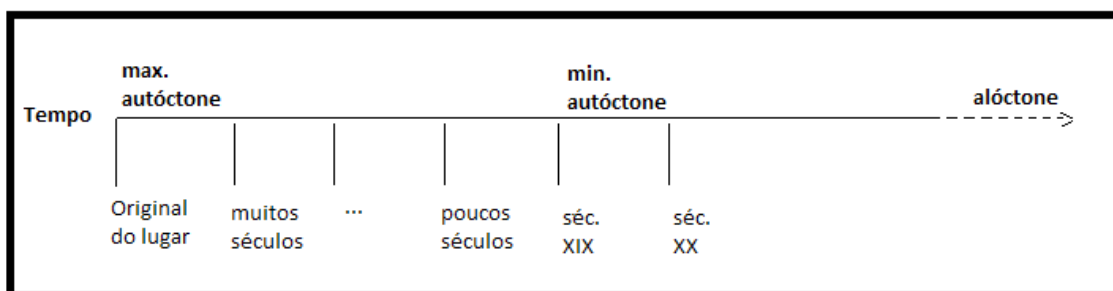 max.
autóctone
min.
autóctone
alóctone
Tempo
Original
do lugar
muitos
séculos
...
poucos
séculos
séc.
XIX
séc.
XX